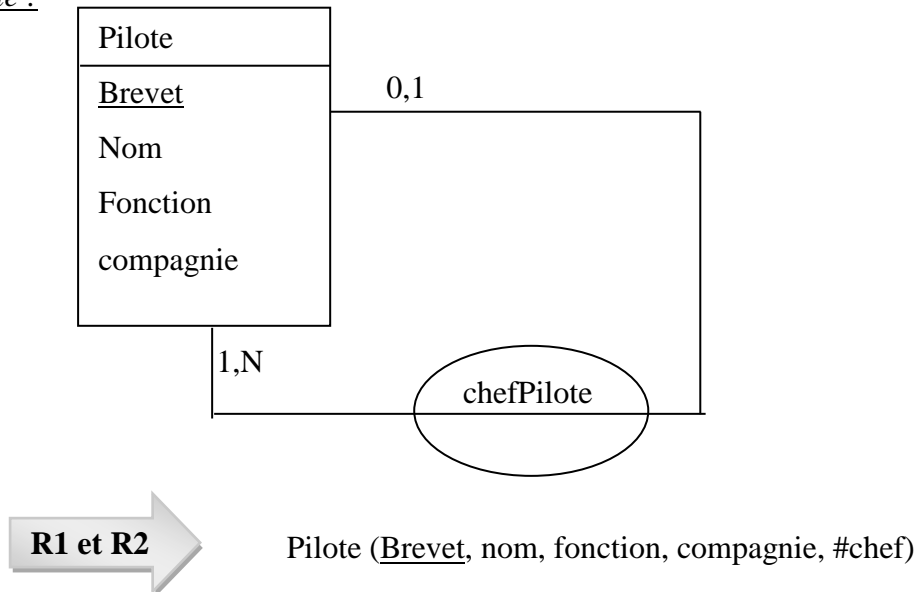 Pilote
Brevet
0,1
Nom
Fonction
compagnie
1,N
chefPilote
R1 et R2
Pilote (Brevet, nom, fonction, compagnie, #chef)